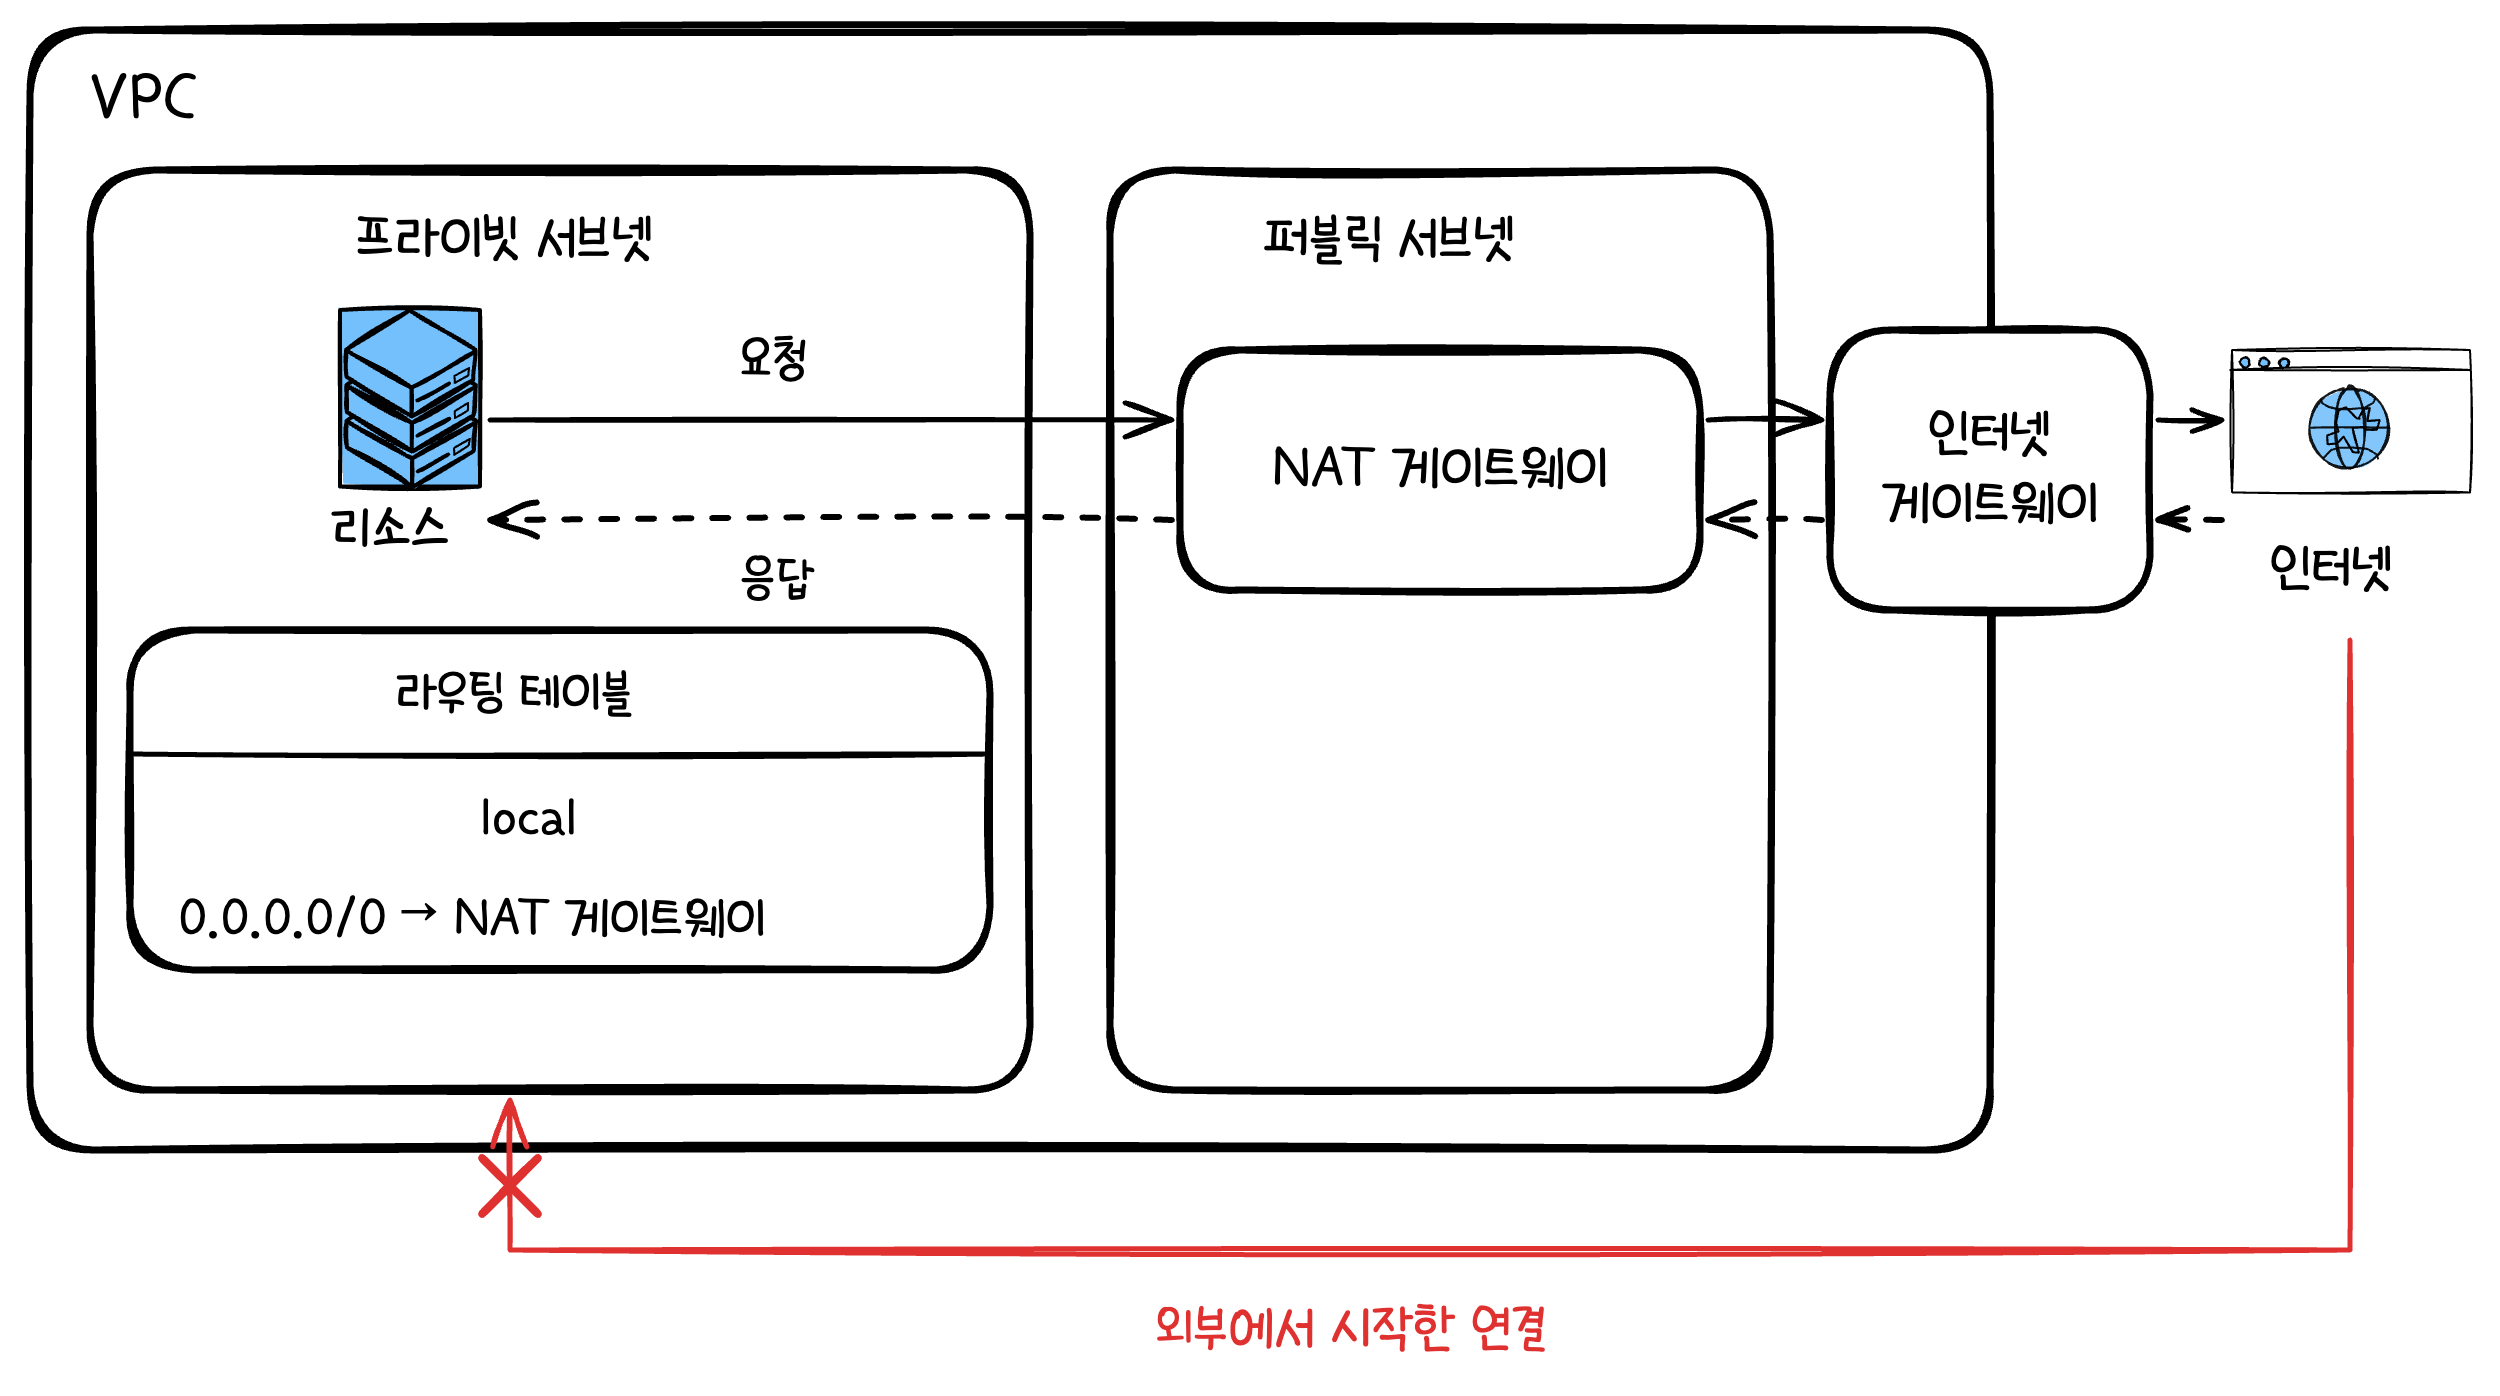 VPC
프라이빗 서브넷
퍼블릭 서브넷
요청
NAT 게이트웨이
인터넷
게이트웨이
리소스
응답
인터넷
라우팅 테이블
local
0.0.0.0/0 → NAT 게이트웨이
외부에서 시작한 연결